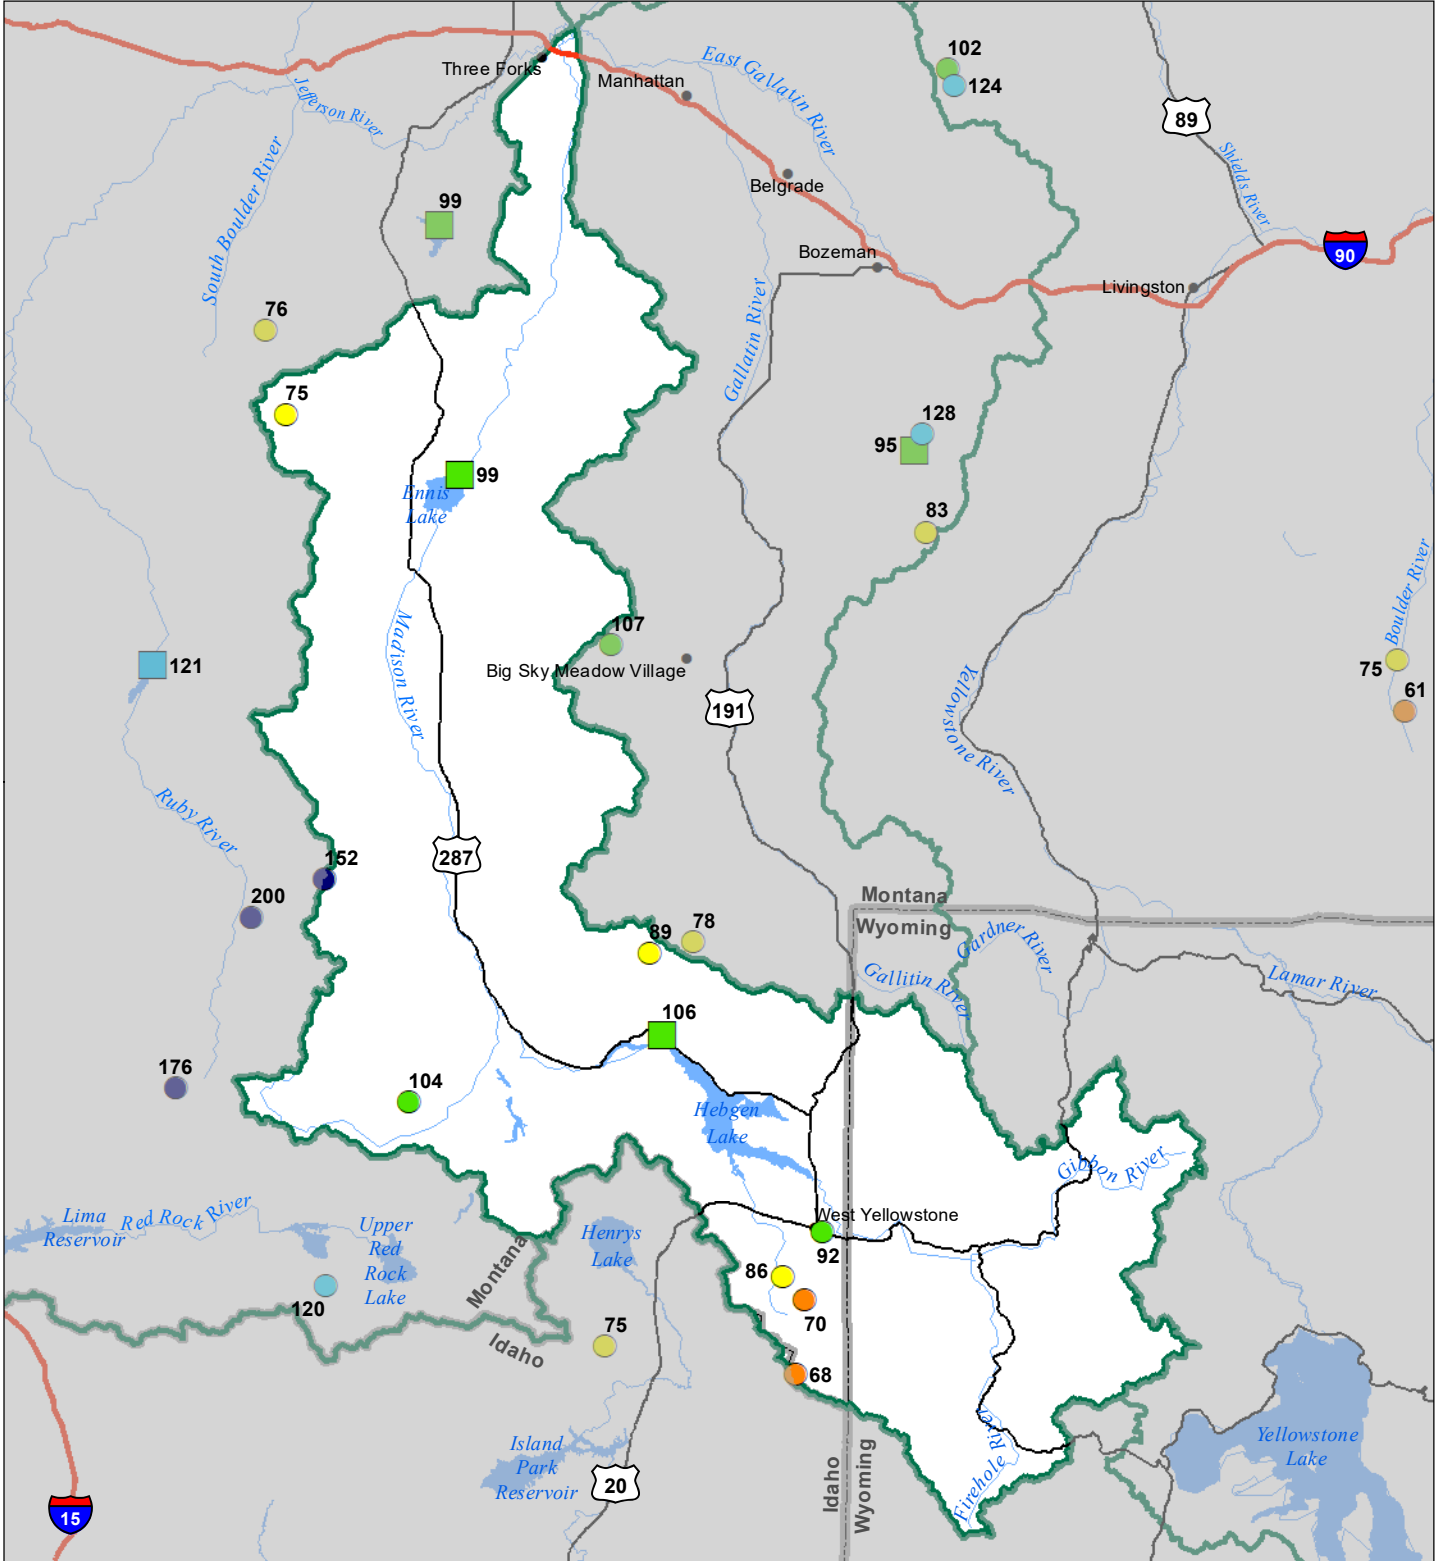 102
124
Three Forks
Manhattan
East Gallatin River
89
Jefferson River
South Boulder River
Shields River
Belgrade
99
Bozeman
90
Livingston
76
Gallatin River
75
128
95
99
Ennis
Lake
83
Boulder River
107
121
Big Sky Meadow Village
75
61
Madison River
191
Yellowstone River
Ruby River
287
152
200
Montana
Wyoming
89
78
Gardner River
Gallitin River
Lamar River
106
176
104
Hebgen
Lake
Gibbon River
Lima
Reservoir
Red Rock River
Upper
Red
Rock
Lake
Henrys
Lake
West Yellowstone
92
Montana
Idaho
86
70
120
75
68
Island
Park
Reservoir
Firehole River
Yellowstone
Lake
Idaho
Wyoming
20
15